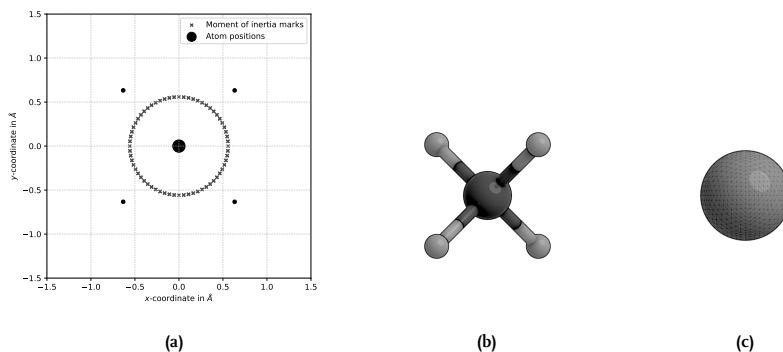 Moment of inertia marks
Atom positions
1.5
1.0
0.5
0.0
−0.5
−1.0
−1.5
y-coordinate in Å
−1.5 −1.0 −0.5 0.0 0.5 1.0 1.5
x-coordinate in Å
(a) (b) (c)